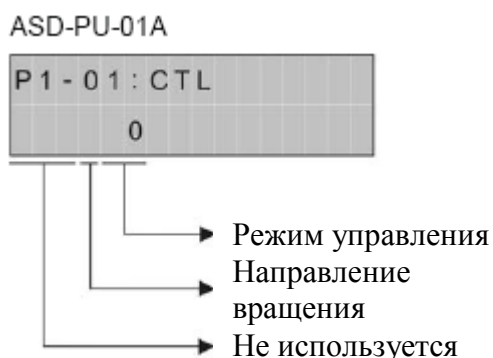 ASD-PU-01A
P1-01:CTL
0
Режим управления
Направление
вращения
Не используется